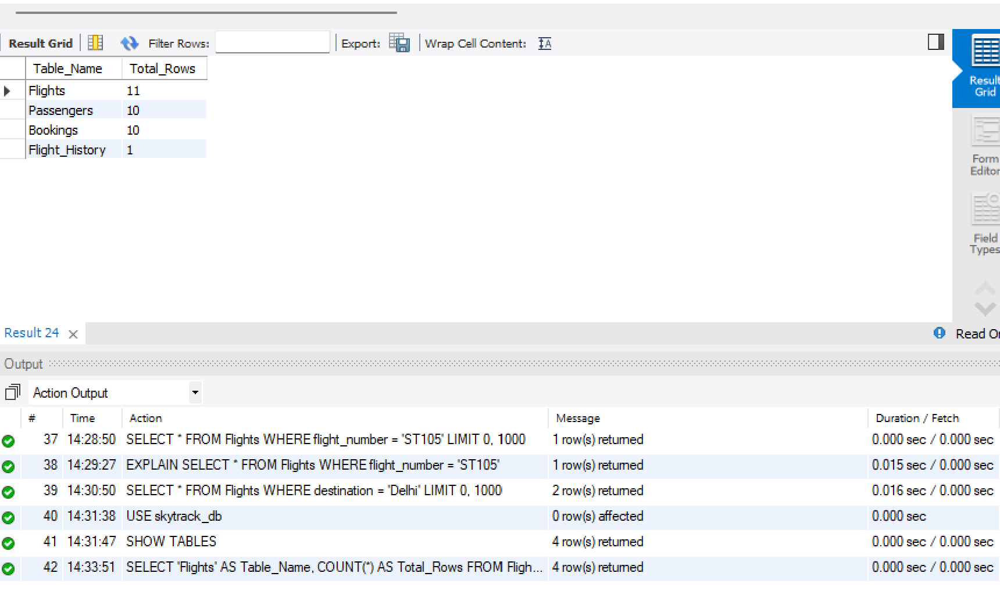 Result Grid Filter Rows: Export: Wrap Cell Content: IA
Table_Name Total_Rows
Flights 11
Passengers 10
Bookings 10
Flight_History 1
Result
Grid
Form
Editor
Field
Types
Result 24
Read
Output
Action Output
# Time Action Message Duration / Fetch
37 14:28:50 SELECT * FROM Flights WHERE flight_number = 'ST105' LIMIT 0, 1000 1 row(s) returned 0.000 sec / 0.000 sec
38 14:29:27 EXPLAIN SELECT * FROM Flights WHERE flight_number = 'ST105' 1 row(s) returned 0.015 sec / 0.000 sec
39 14:30:50 SELECT * FROM Flights WHERE destination = 'Delhi' LIMIT 0, 1000 2 row(s) returned 0.016 sec / 0.000 sec
40 14:31:38 USE skytrack_db 0 row(s) affected 0.000 sec
41 14:31:47 SHOW TABLES 4 row(s) returned 0.000 sec / 0.000 sec
42 14:33:51 SELECT 'Flights' AS Table_Name, COUNT(*) AS Total_Rows FROM Fligh... 4 row(s) returned 0.000 sec / 0.000 sec